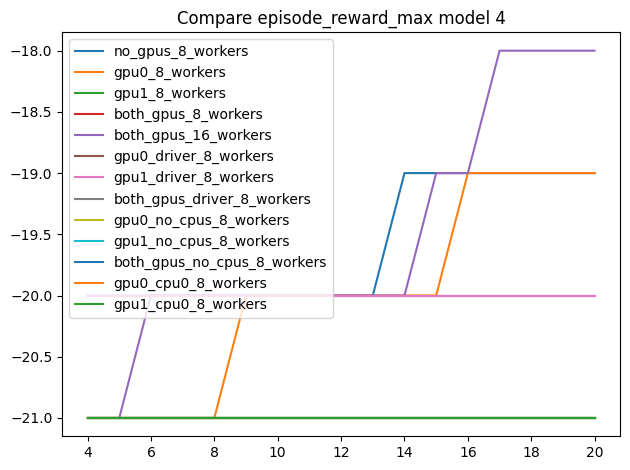 Compare episode_reward_max model 4
−18.0
−18.5
−19.0
−19.5
−20.0
−20.5
−21.0
no_gpus_8_workers
gpu0_8_workers
gpu1_8_workers
both_gpus_8_workers
both_gpus_16_workers
gpu0_driver_8_workers
gpu1_driver_8_workers
both_gpus_driver_8_workers
gpu0_no_cpus_8_workers
gpu1_no_cpus_8_workers
both_gpus_no_cpus_8_workers
gpu0_cpu0_8_workers
gpu1_cpu0_8_workers
4 6 8 10 12 14 16 18 20